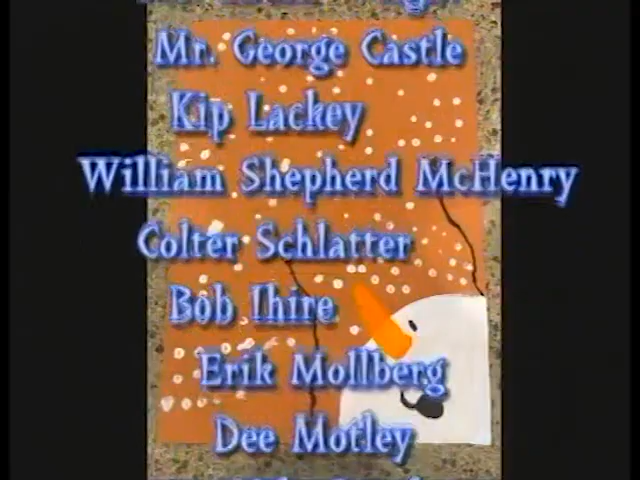 Mr. George Castle
Kip Lackey
William Shepherd McHenry
Colter Schlatter
Bob Ihire
Erik Mollberg
Dee Motley